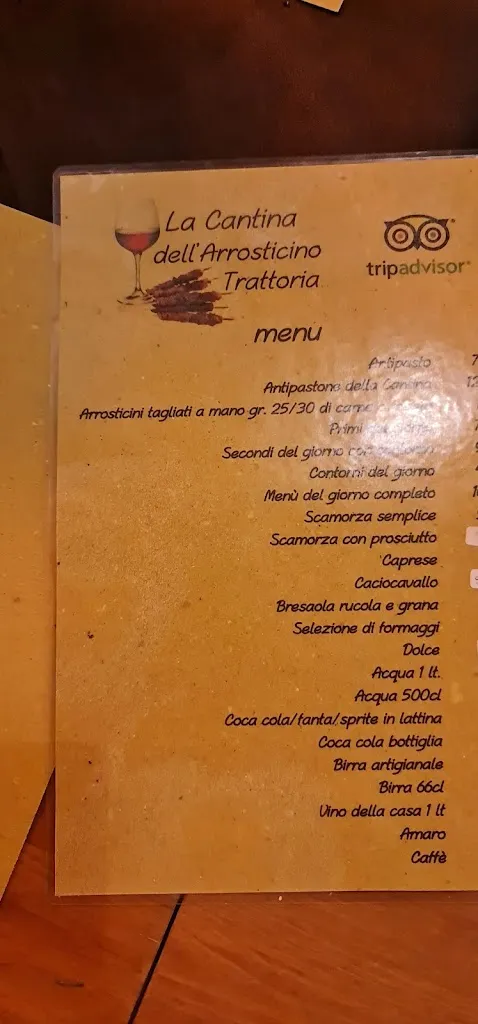 La Cantina
dell'Arrosticino
Trattoria
tripadvisor®
menu
Antipasto 7
Antipastone della Cantina 12
Arrosticini tagliati a mano gr. 25/30 di
Primi del
Secondi del giorno con
Contorni del giorno
Menù del giorno completo
Scamorza semplice
Scamorza con prosciutto
Caprese
Caciocavallo
Bresaola rucola e grana
Selezione di formaggi
Dolce
Acqua 1 lt.
Acqua 500cl
Coca cola/fanta/sprite in lattina
Coca cola bottiglia
Birra artigianale
Birra 66cl
Vino della casa 1 lt
Amaro
Caffè